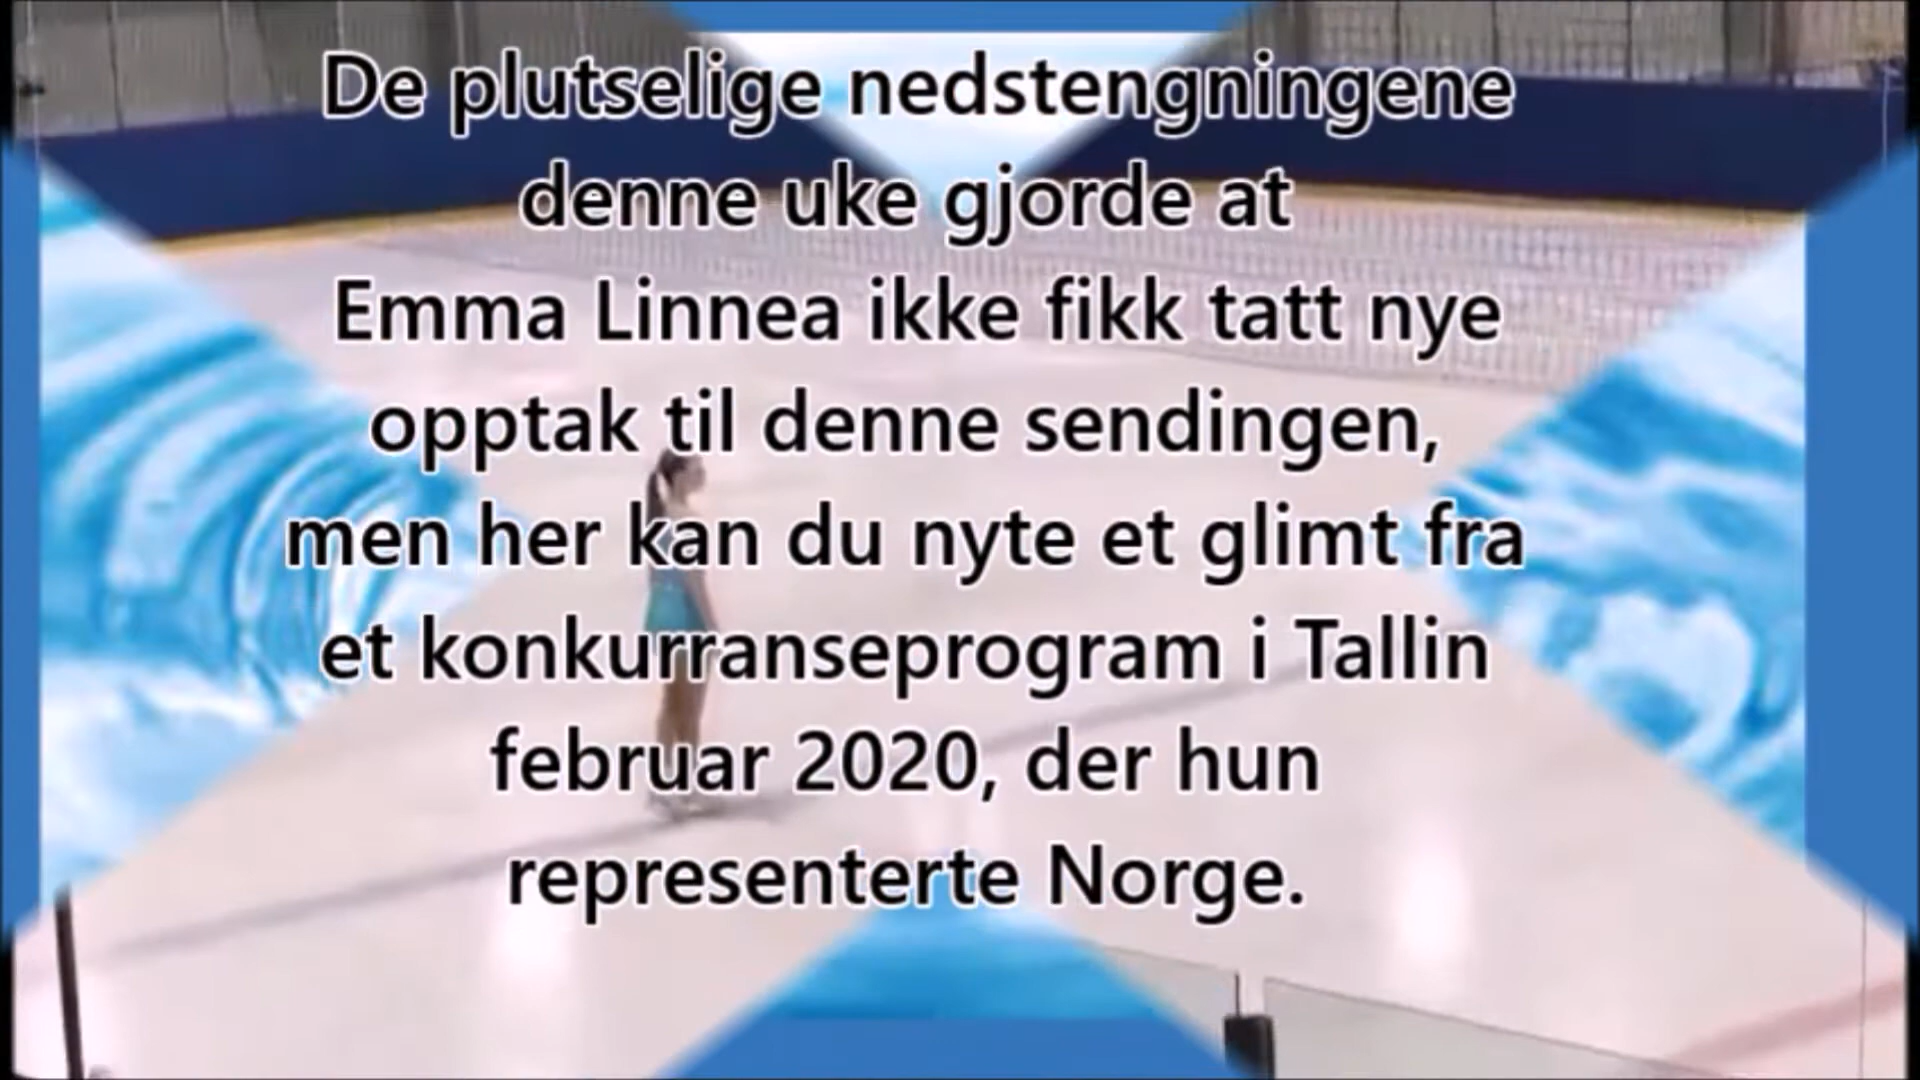 De plutselige nedstengningene
denne uke gjorde at
Emma Linnea ikke fikk tatt nye
opptak til denne sendingen,
men her kan du nyte et glimt fra
et konkurranseprogram i Tallin
februar 2020, der hun
representerte Norge.